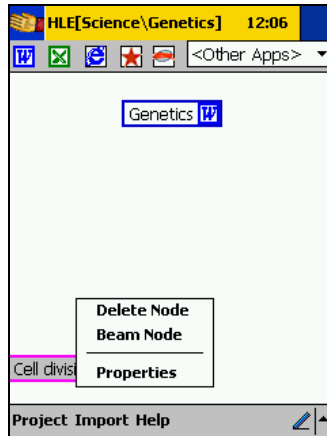 HLE[Science\Genetics] 12:06
<Other Apps>
Genetics
Delete Node
Beam Node
Cell divisi
Properties
Project Import Help